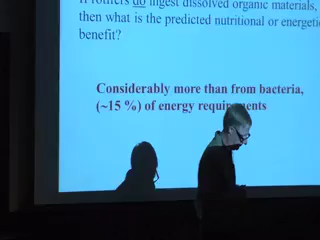 If rotifers do ingest dissolved organic materials,
then what is the predicted nutritional or energetic
benefit?
Considerably more than from bacteria,
(~15 %) of energy requirements